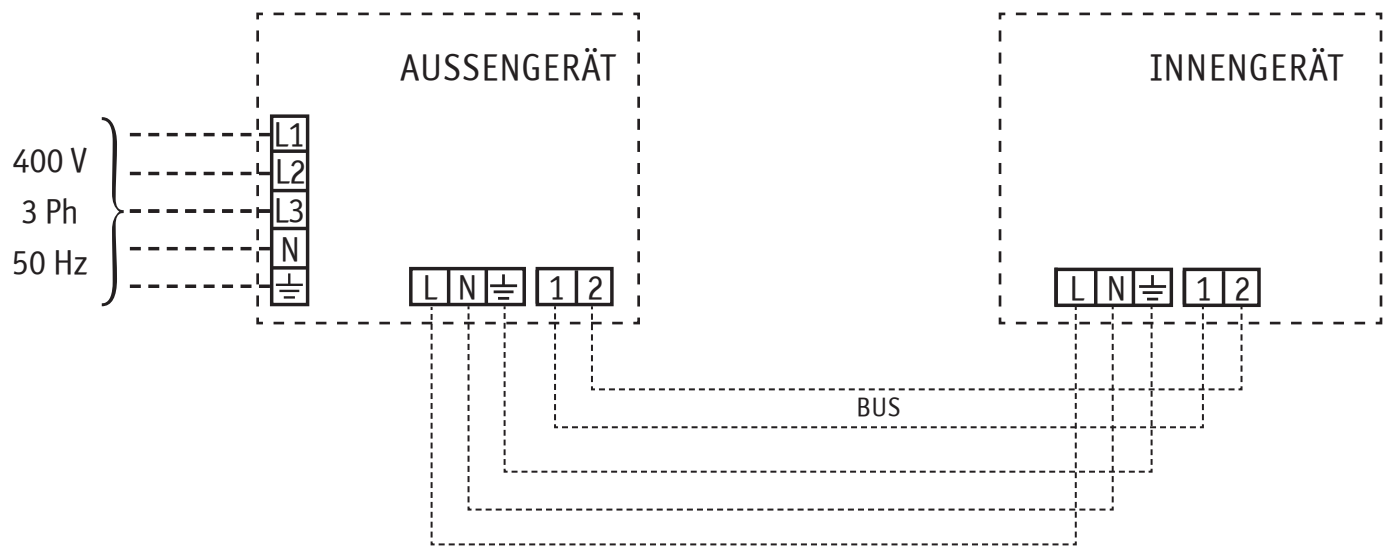 AUSSENGERÄT
INNENGERÄT
400 V
3 Ph
50 Hz
L1
L2
L3
N
L N 1 2
L N 1 2
BUS